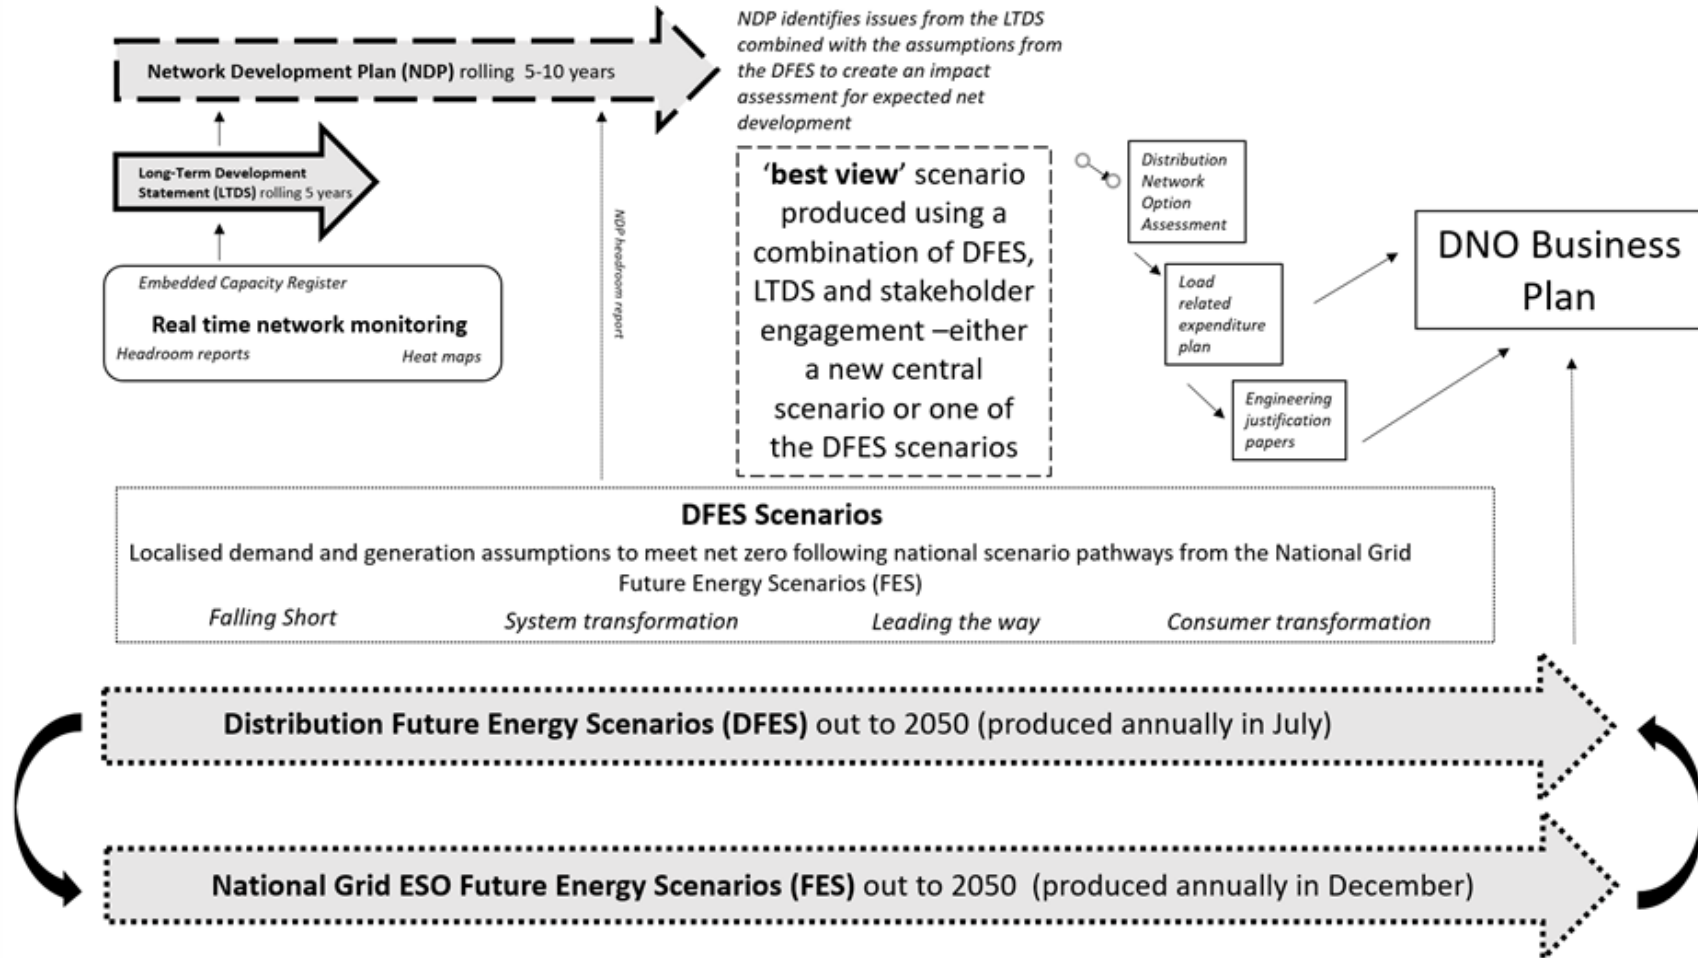 Network Development Plan (NDP) rolling 5-10 years
NDP identifies issues from the LTDS
combined with the assumptions from
the DFES to create an impact
assessment for expected net
development
Long-Term Development
Statement (LTDS) rolling 5 years
Embedded Capacity Register
Real time network monitoring
Headroom reports
Heat maps
NDP headroom report
‘best view’ scenario
produced using a
combination of DFES,
LTDS and stakeholder
engagement –either
a new central
scenario or one of
the DFES scenarios
Distribution
Network
Option
Assessment
Load
related
expenditure
plan
Engineering
justification
papers
DNO Business
Plan
DFES Scenarios
Localised demand and generation assumptions to meet net zero following national scenario pathways from the National Grid
Future Energy Scenarios (FES)
Falling Short
System transformation
Leading the way
Consumer transformation
Distribution Future Energy Scenarios (DFES) out to 2050 (produced annually in July)
National Grid ESO Future Energy Scenarios (FES) out to 2050 (produced annually in December)